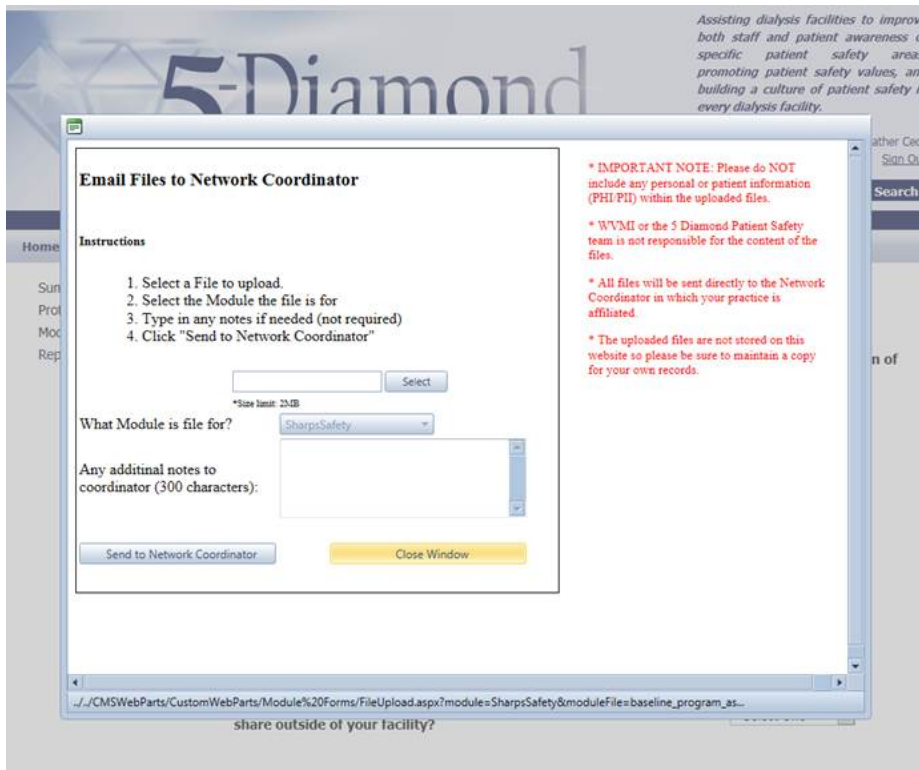 Assisting dialysis facilities to improv
both staff and patient awareness o
specific patient safety area
promoting patient safety values, an
building a culture of patient safety i
every dialysis facility.
5-Diamond
ather Cec
Sign Ou
Search
Home
Sum
Prot
Mod
Rep
n of
Email Files to Network Coordinator
Instructions
1. Select a File to upload.
2. Select the Module the file is for
3. Type in any notes if needed (not required)
4. Click "Send to Network Coordinator"
Select
*Size limit: 2MB
What Module is file for?
SharpsSafety
Any additinal notes to
coordinator (300 characters):
Send to Network Coordinator
Close Window
* IMPORTANT NOTE: Please do NOT
include any personal or patient information
(PHI/PII) within the uploaded files.
* WVMI or the 5 Diamond Patient Safety
team is not responsible for the content of the
files.
* All files will be sent directly to the Network
Coordinator in which your practice is
affiliated.
* The uploaded files are not stored on this
website so please be sure to maintain a copy
for your own records.
../../CMSWebParts/CustomWebParts/Module%20Forms/FileUpload.aspx?module=SharpsSafety&moduleFile=baseline_program_as...
share outside of your facility?